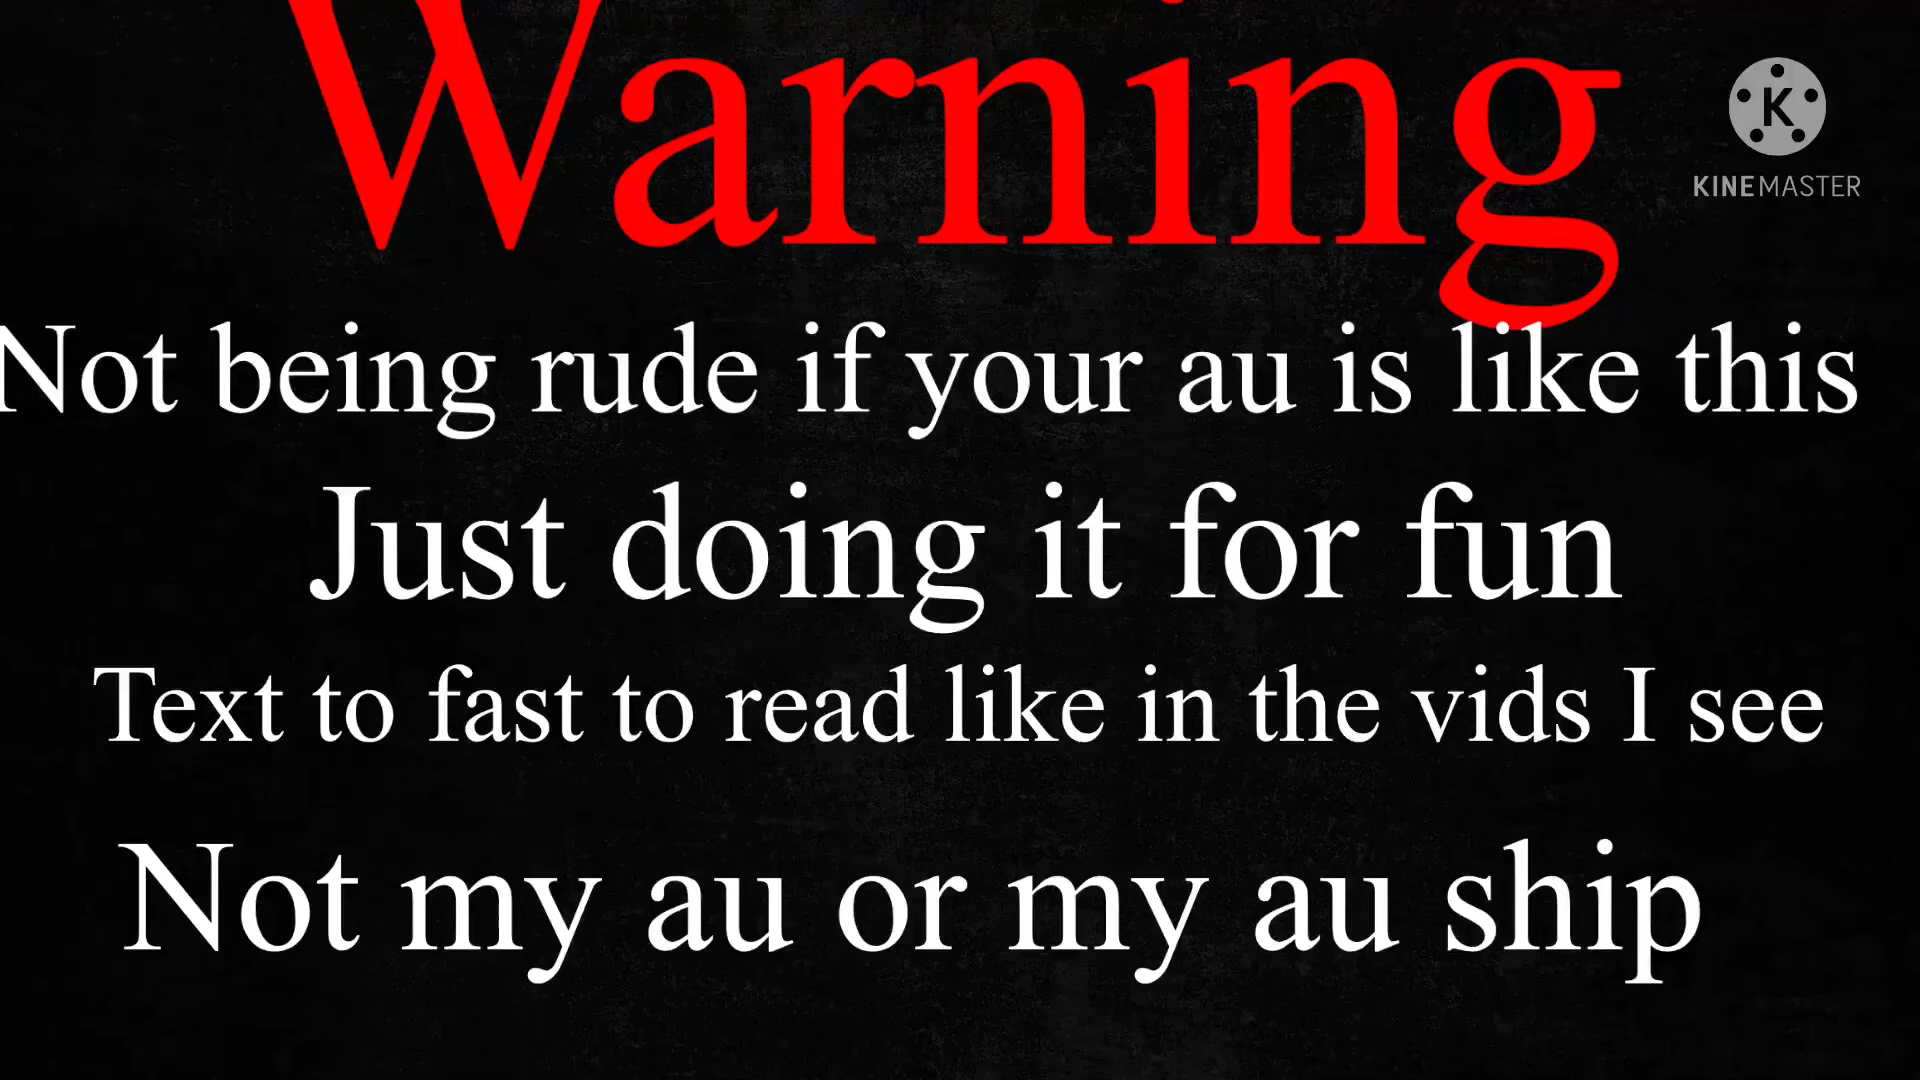 Warning
K
KINEMASTER
Not being rude if your au is like this
Just doing it for fun
Text to fast to read like in the vids I see
Not my au or my au ship